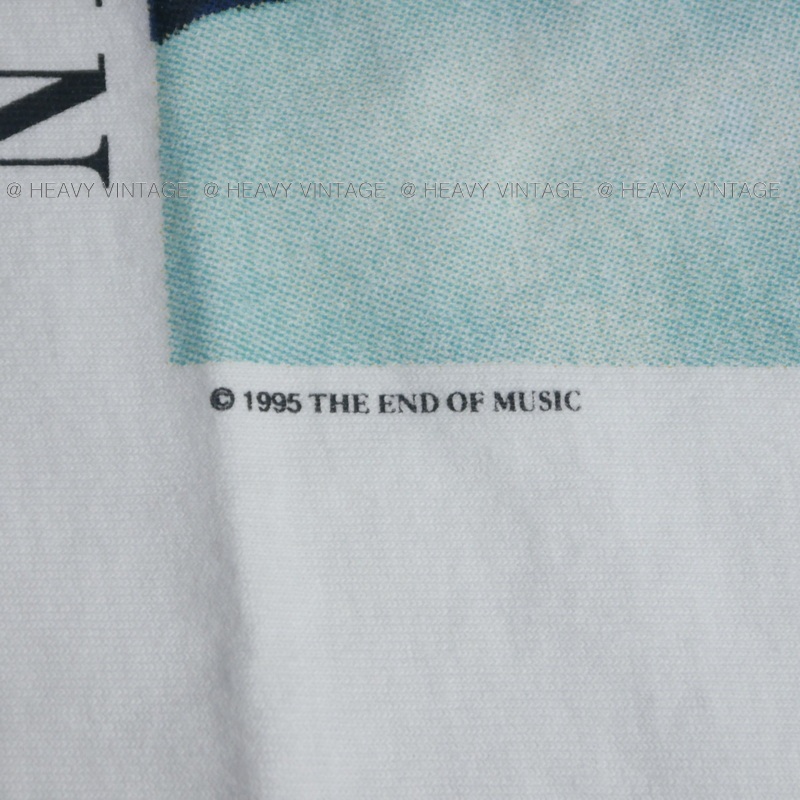 N
@ HEAVY VINTAGE @ HEAVY VINTAGE @ HEAVY VINTAGE @ HEAVY VINTAGE
© 1995 THE END OF MUSIC